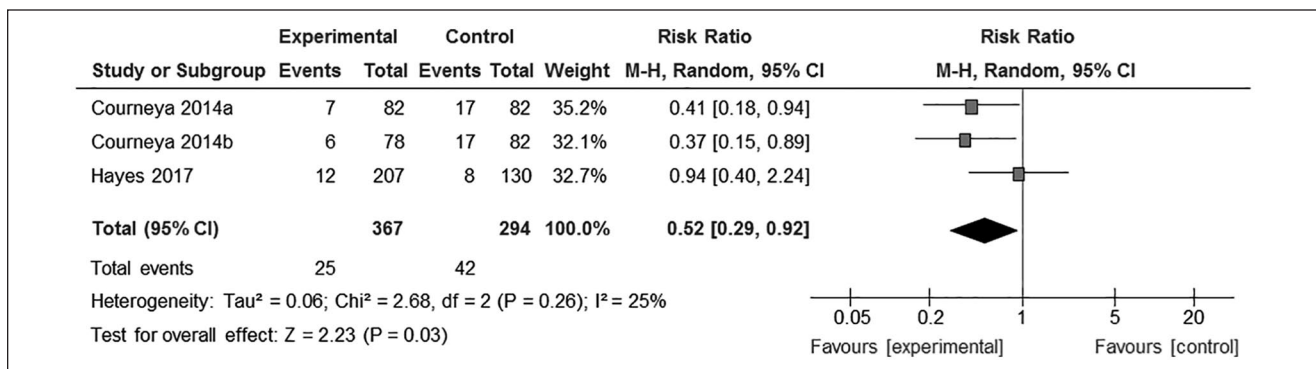 Experimental Control Risk Ratio Risk Ratio
Study or Subgroup Events Total Events Total Weight M-H, Random, 95% CI M-H, Random, 95% CI
Courneya 2014a 7 82 17 82 35.2% 0.41 [0.18, 0.94]
Courneya 2014b 6 78 17 82 32.1% 0.37 [0.15, 0.89]
Hayes 2017 12 207 8 130 32.7% 0.94 [0.40, 2.24]
Total (95% CI) 367 294 100.0% 0.52 [0.29, 0.92]
Total events 25 42
Heterogeneity: Tau² = 0.06; Chi² = 2.68, df = 2 (P = 0.26); I² = 25%
Test for overall effect: Z = 2.23 (P = 0.03)
0.05 0.2 1 5 20
Favours [experimental] Favours [control]